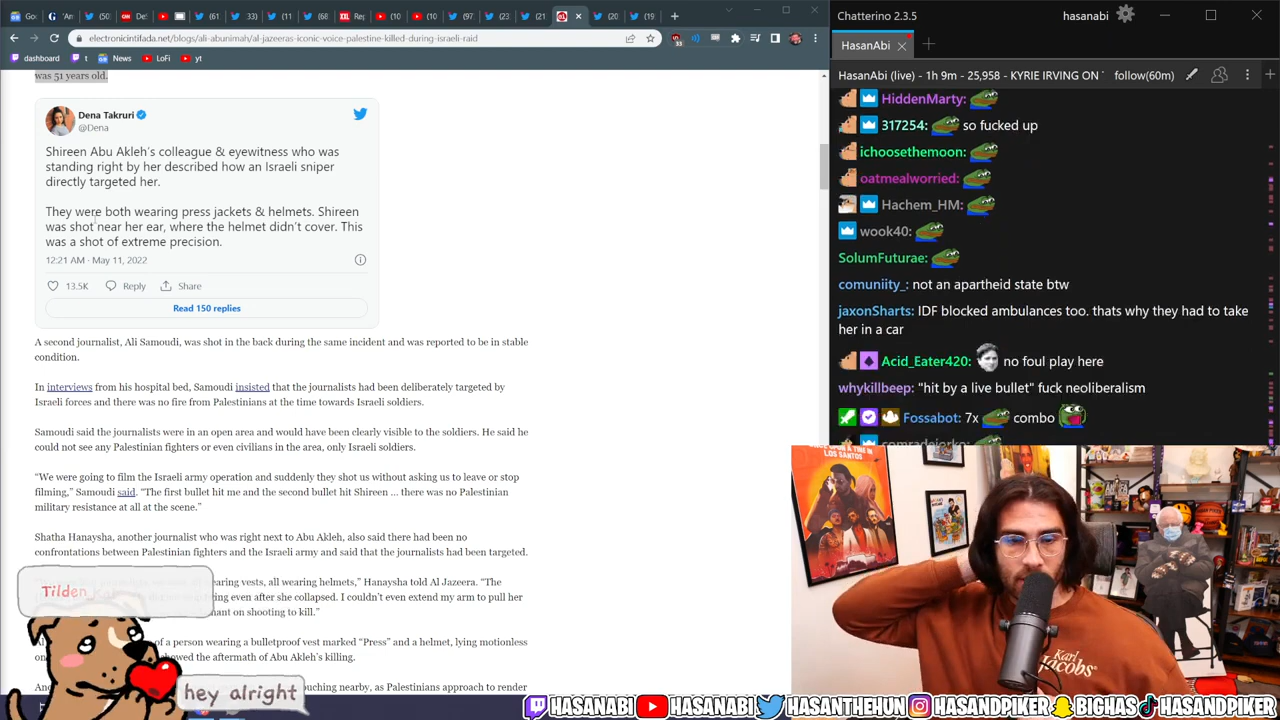 Chatterino 2.3.5
hasanabi
electronicintifada.net/blogs/ali-abunimah/al-jazeeras-iconic-voice-palestine-killed-during-israeli-raid
HasanAbi
dashboard
t
News
LoFi
yt
HasanAbi (live) - 1h 9m - 25,958 - KYRIE IRVING ON
follow(60m)
was 51 years old.
Dena Takruri
@Dena
Shireen Abu Akleh's colleague & eyewitness who was
standing right by her described how an Israeli sniper
directly targeted her.
They were both wearing press jackets & helmets. Shireen
was shot near her ear, where the helmet didn't cover. This
was a shot of extreme precision.
12:21 AM · May 11, 2022
13.5K
Reply
Share
Read 150 replies
A second journalist, Ali Samoudi, was shot in the back during the same incident and was reported to be in stable
condition.
In interviews from his hospital bed, Samoudi insisted that the journalists had been deliberately targeted by
Israeli forces and there was no fire from Palestinians at the time towards Israeli soldiers.
Samoudi said the journalists were in an open area and would have been clearly visible to the soldiers. He said he
could not see any Palestinian fighters or even civilians in the area, only Israeli soldiers.
“We were going to film the Israeli army operation and suddenly they shot us without asking us to leave or stop
filming,” Samoudi said. “The first bullet hit me and the second bullet hit Shireen … there was no Palestinian
military resistance at all at the scene.”
Shatha Hanaysha, another journalist who was right next to Abu Akleh, also said there had been no
confrontations between Palestinian fighters and the Israeli army and said that the journalists had been targeted.
wearing vests, all wearing helmets,” Hanaysha told Al Jazeera. “The
even after she collapsed. I couldn't even extend my arm to pull her
on shooting to kill.”
of a person wearing a bulletproof vest marked “Press” and a helmet, lying motionless
showed the aftermath of Abu Akleh's killing.
nearby, as Palestinians approach to render
Tilden
hey alright
HiddenMarty:
317254: so fucked up
ichoosethemoon:
oatmealworried:
Hachem_HM:
wook40:
SolumFuturae:
comuniity_: not an apartheid state btw
jaxonSharts: IDF blocked ambulances too. thats why they had to take
her in a car
Acid_Eater420: no foul play here
whykillbeep: "hit by a live bullet" fuck neoliberalism
Fossabot: 7x combo
LOS SANTOS
Karl
Jacobs
HASANABI
HASANABI
HASANTHEHUN
HASANDPIKER
BIGHAS
HASANDPIKER